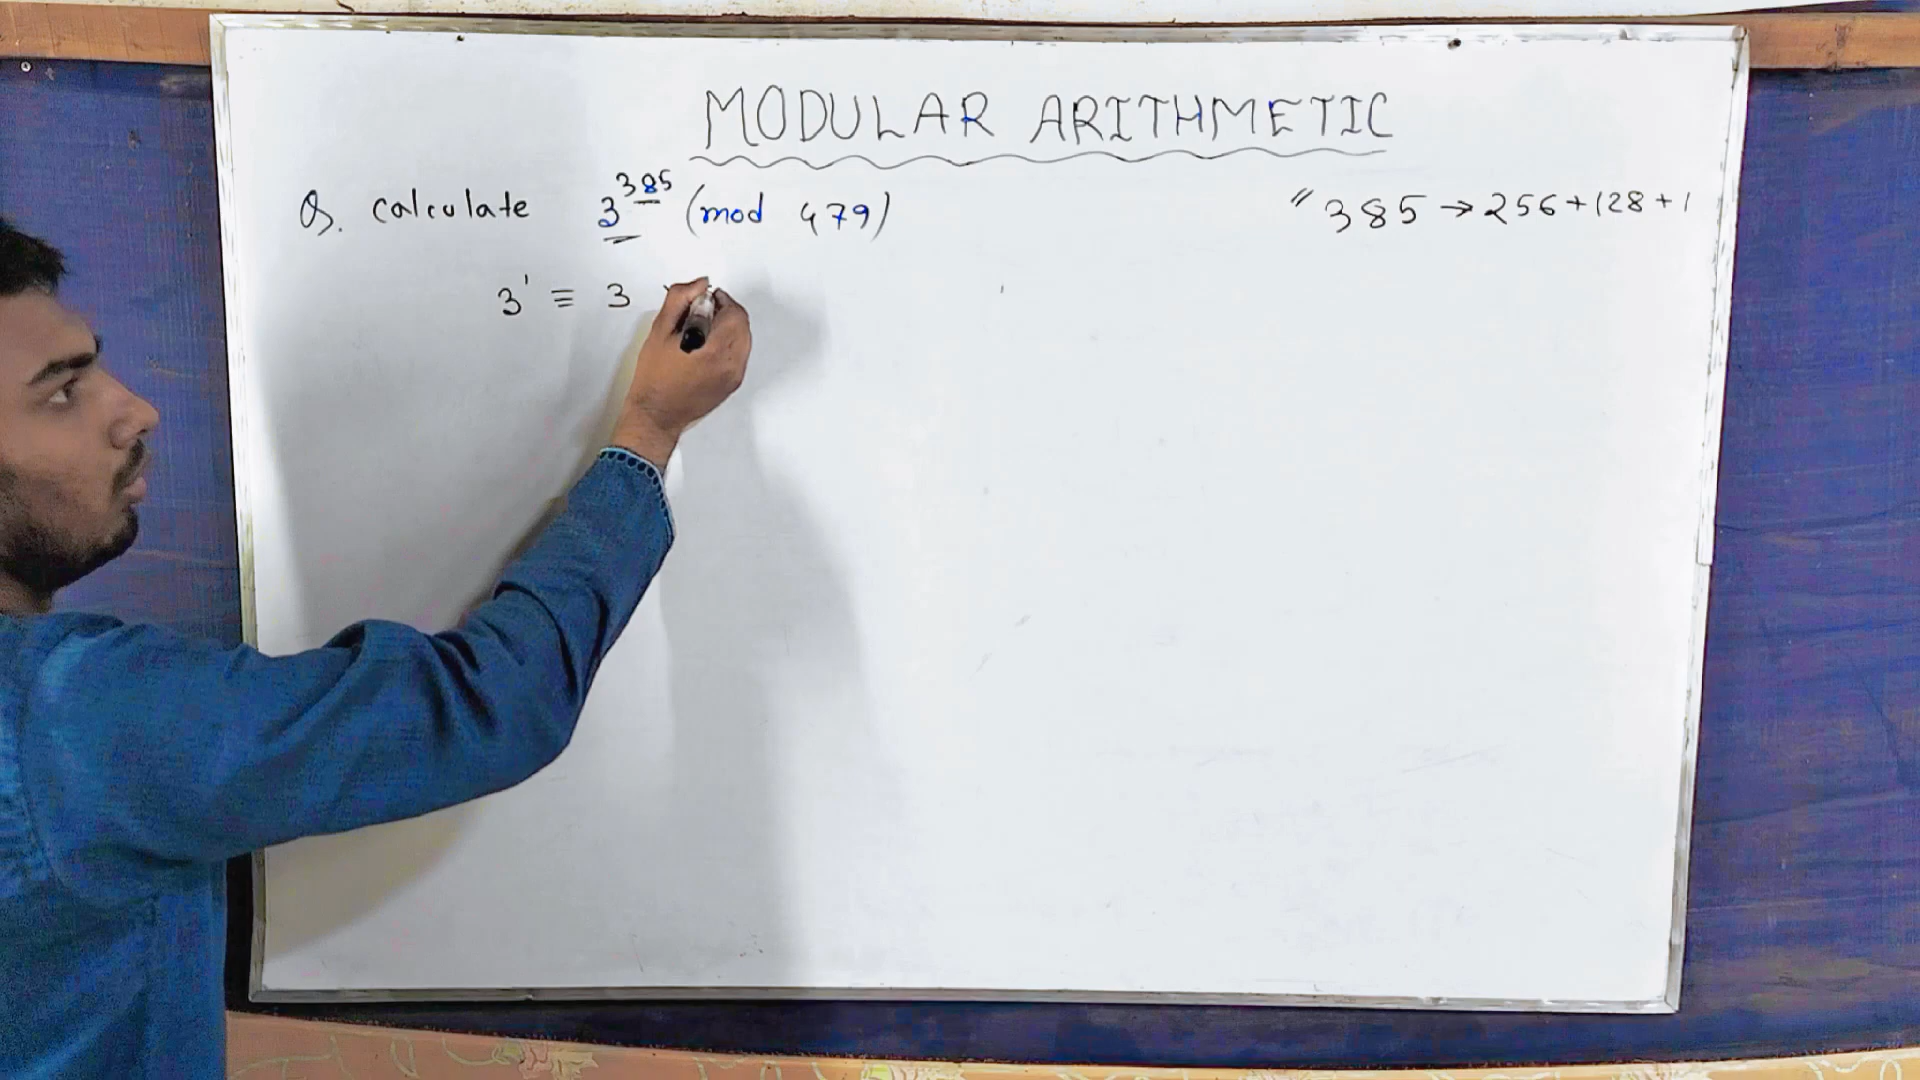 MODULAR ARITHMETIC
Q. calculate 3^385 (mod 479)
" 385 → 256+128+1
3^1 ≡ 3